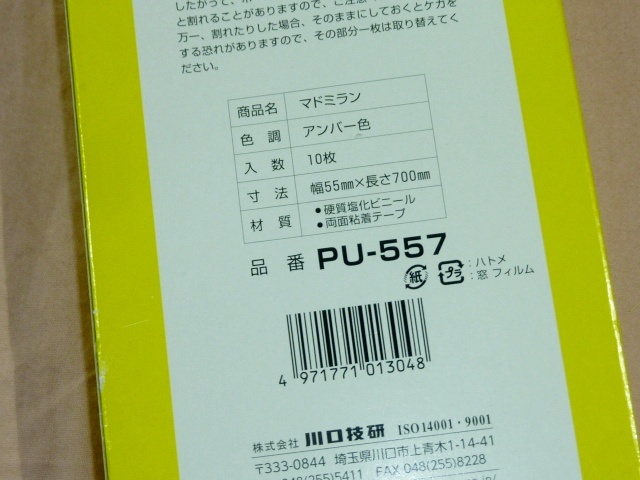 と割れることがありますので、ご注意
万一、割れたりした場合、そのままにしておくとケガを
する恐れがありますので、その部分一枚は取り替えてく
ださい。
商品名 マドミラン
色 調 アンバー色
入 数 10枚
寸 法 幅55mm×長さ700mm
材 質 ●硬質塩化ビニール
●両面粘着テープ
品 番 PU-557
紙 プラ :ハトメ
:窓 フィルム
4 971771 013048
株式会社 川口技研 ISO14001・9001
〒333-0844 埼玉県川口市上青木1-14-41
048(255)5411 FAX 048(255)8228